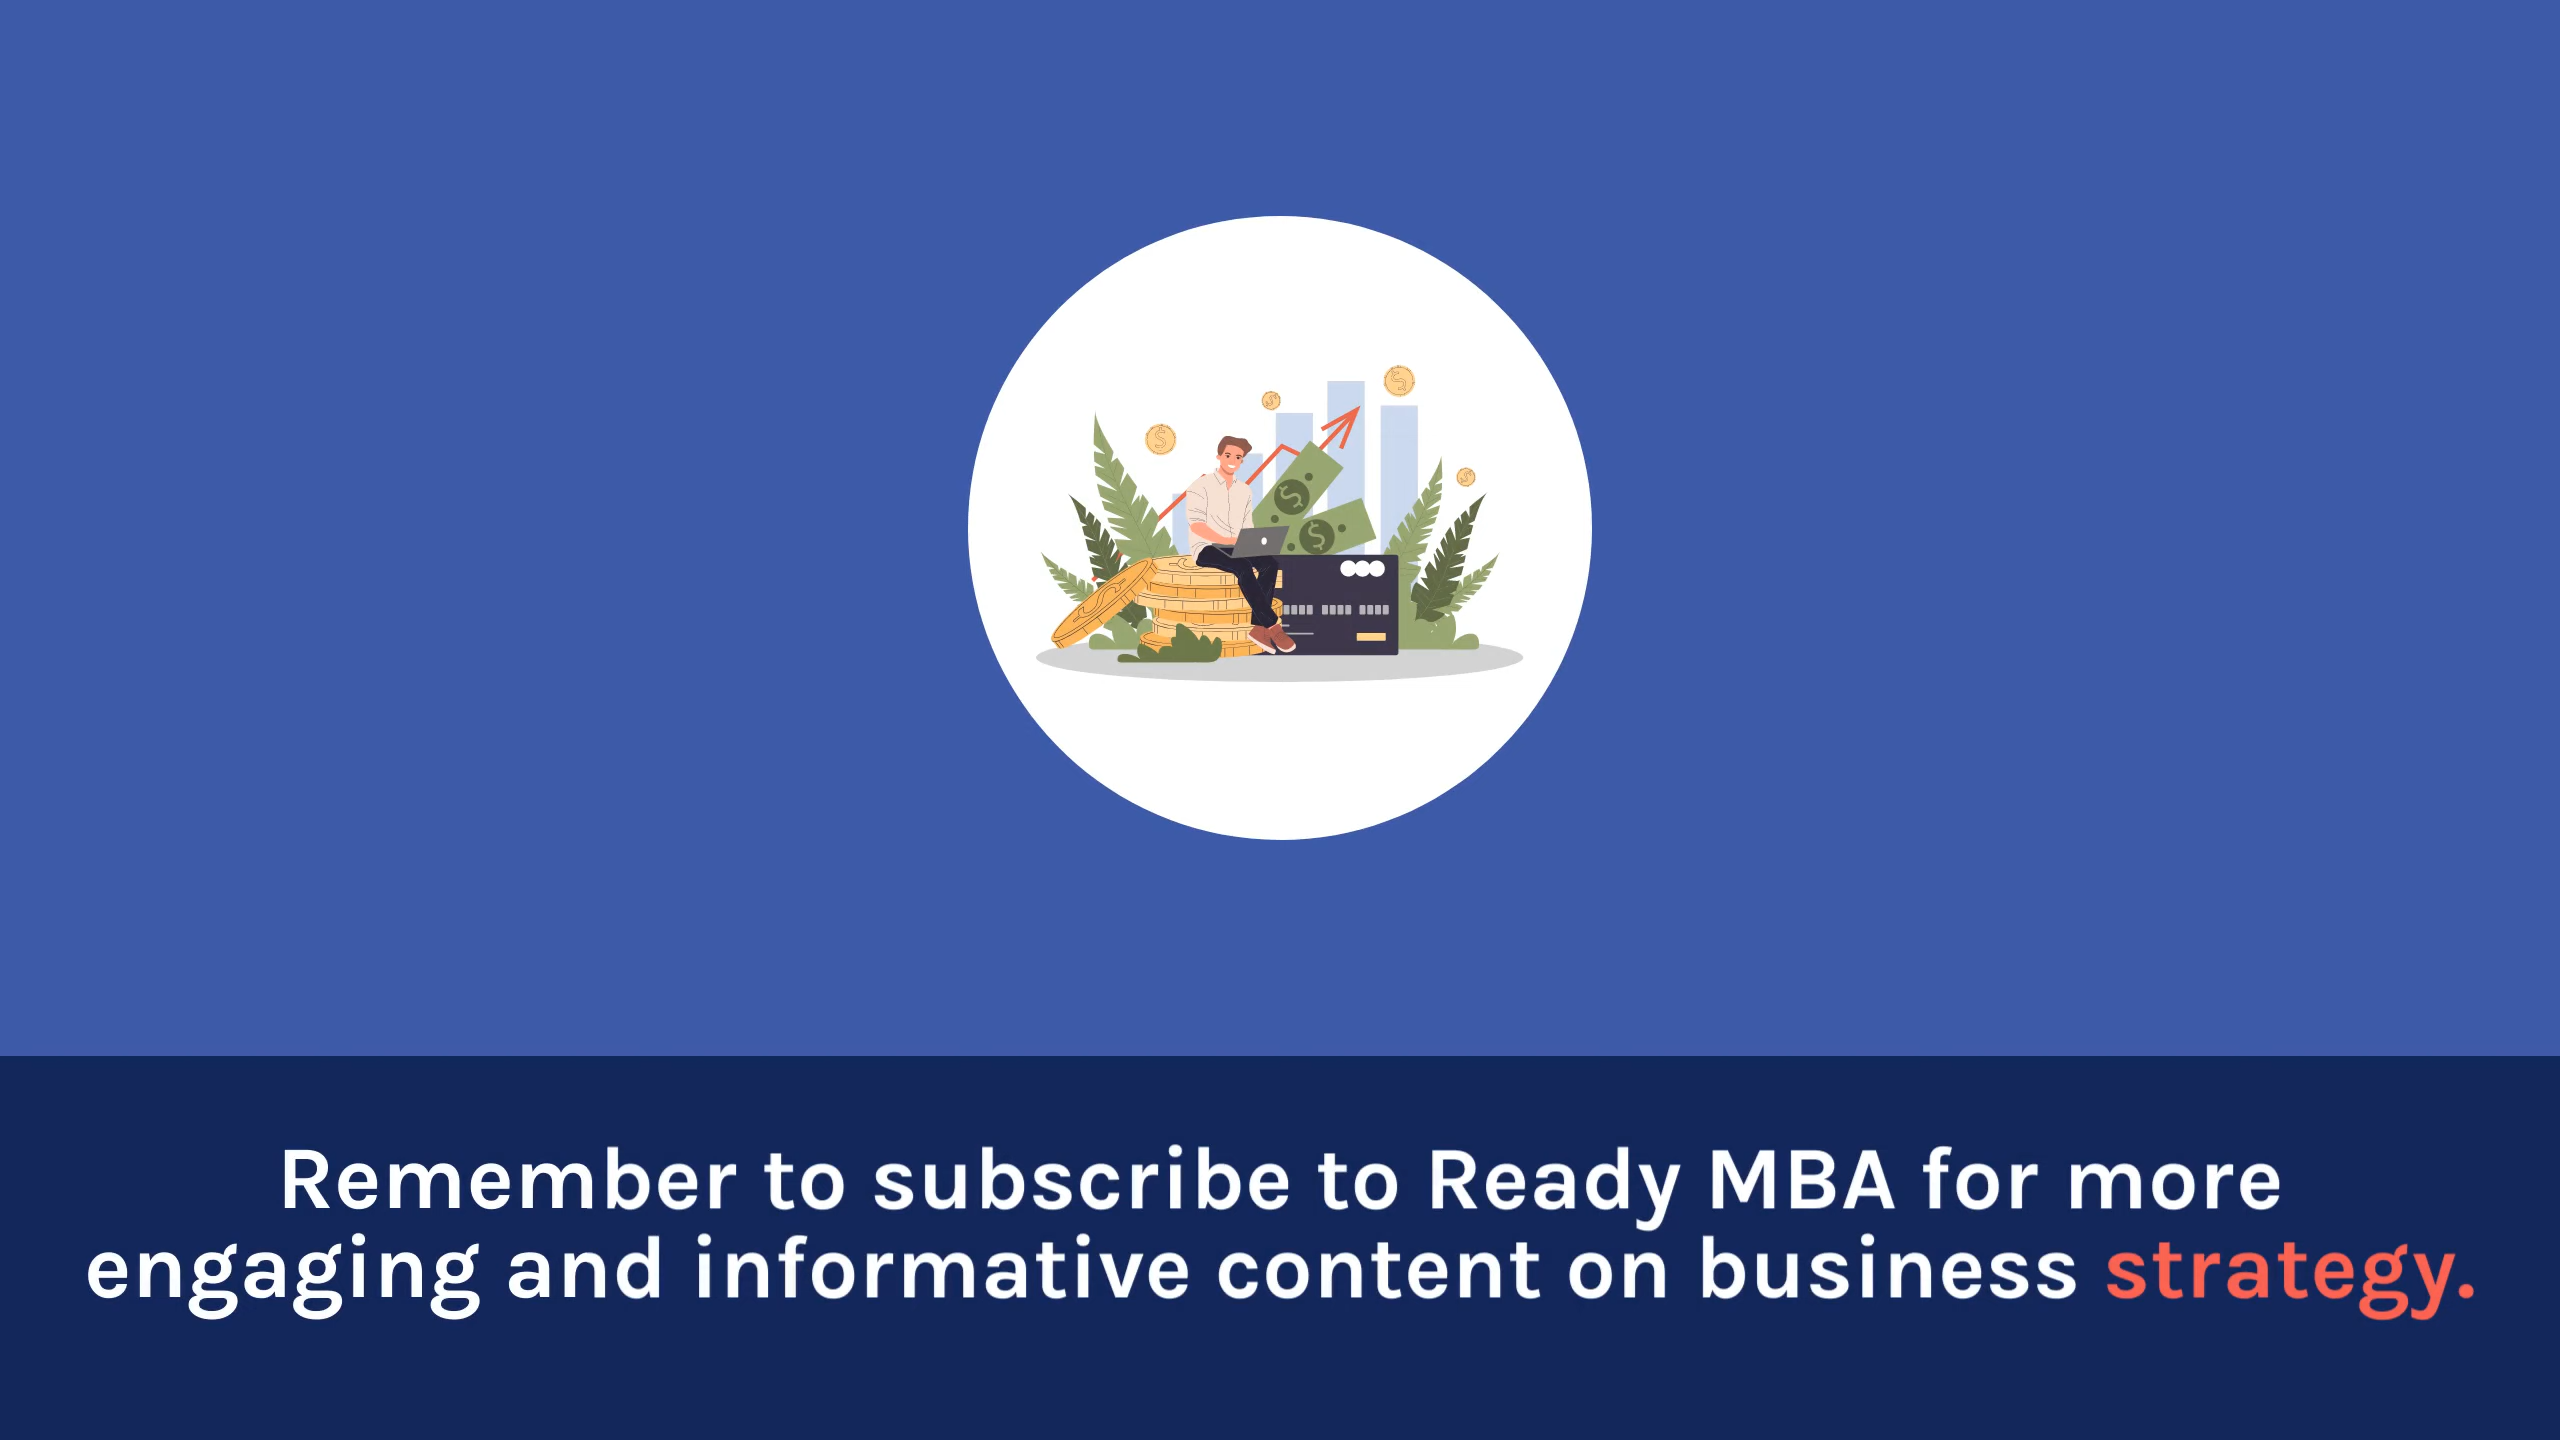 Remember to subscribe to Ready MBA for more
engaging and informative content on business strategy.